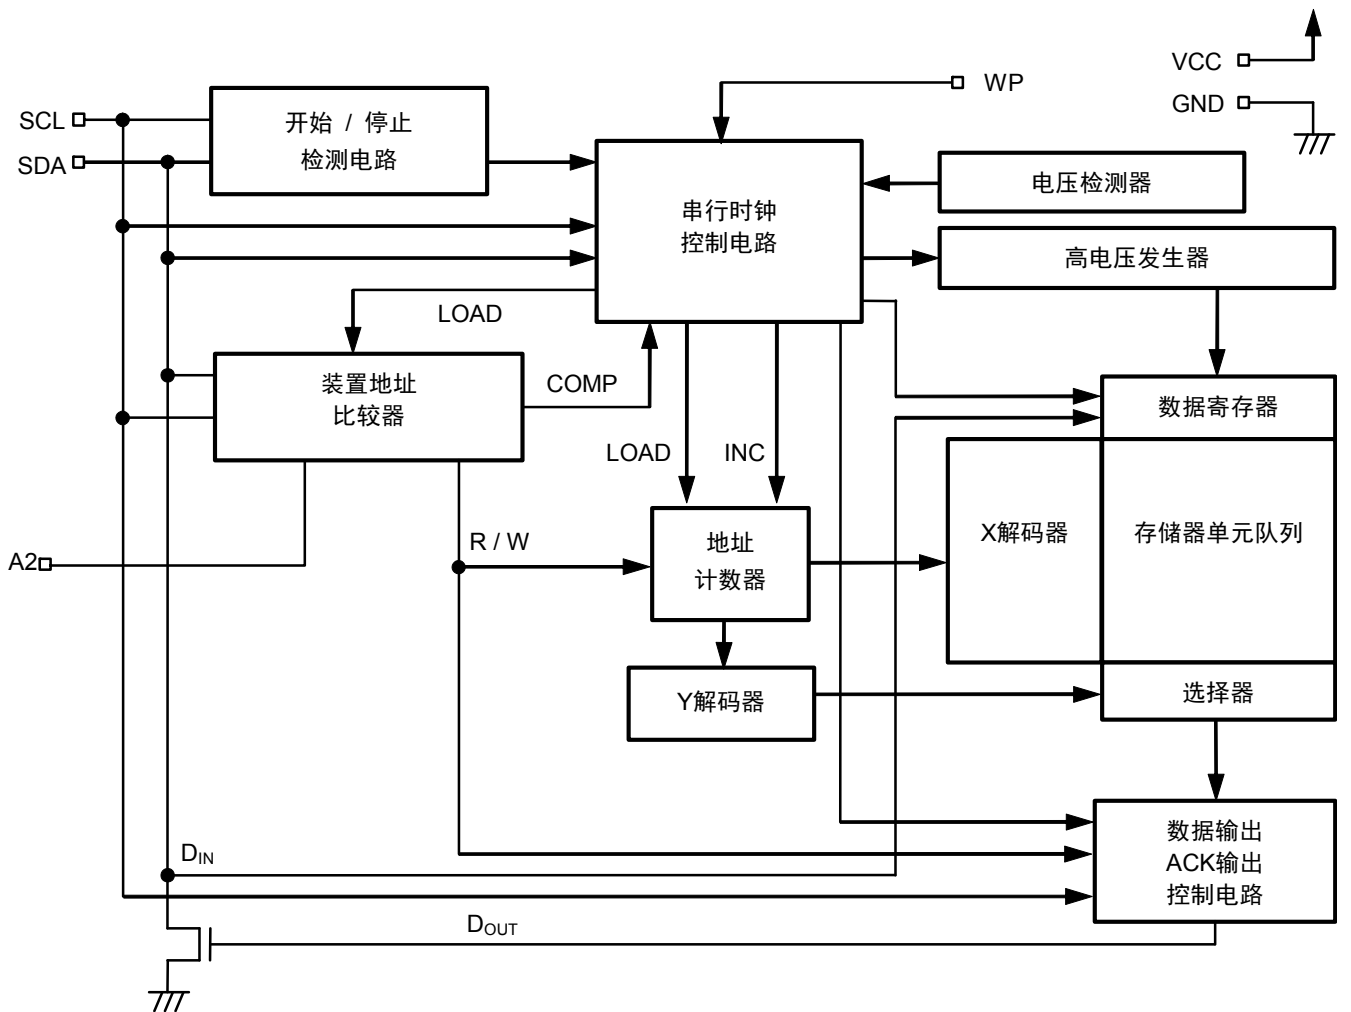 VCC
WP
GND
SCL
SDA
开始 / 停止
检测电路
电压检测器
串行时钟
控制电路
高电压发生器
LOAD
COMP
装置地址
比较器
数据寄存器
LOAD
INC
X解码器
存储器单元队列
A2
R / W
地址
计数器
Y解码器
选择器
数据输出
ACK输出
控制电路
DIN
DOUT